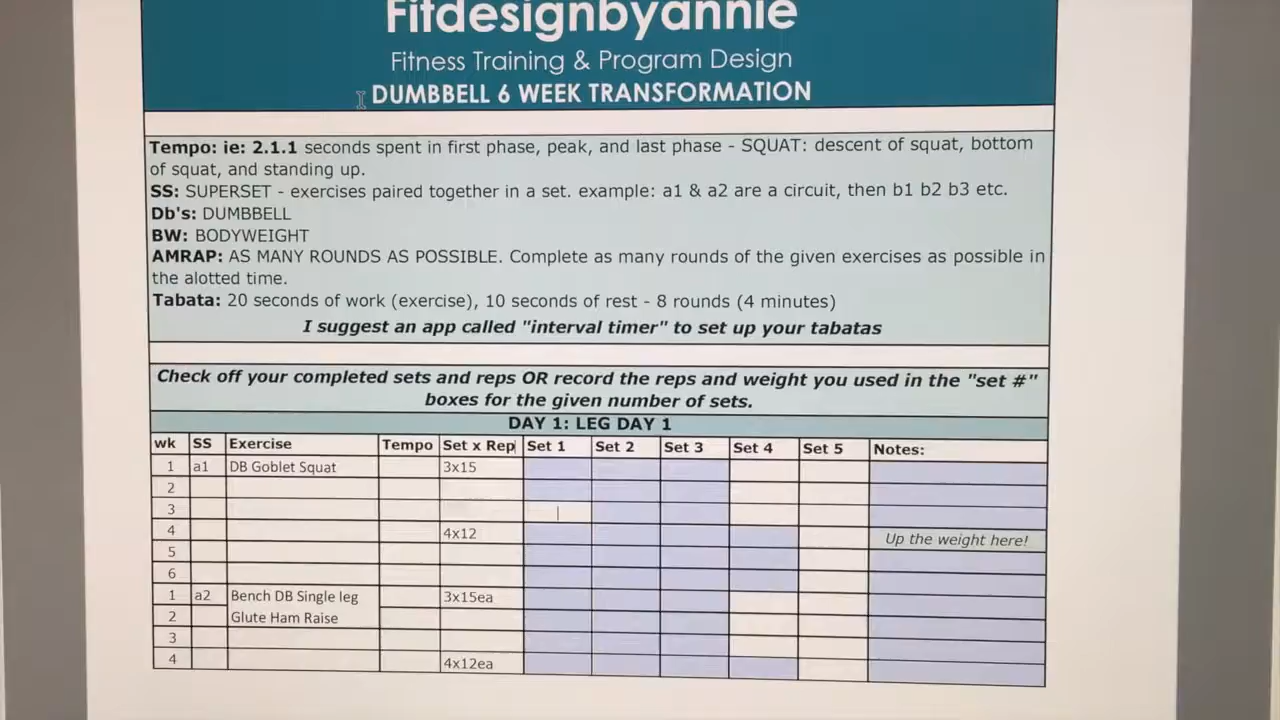 Fitdesignbyannie
Fitness Training & Program Design
DUMBBELL 6 WEEK TRANSFORMATION
Tempo: ie: 2.1.1 seconds spent in first phase, peak, and last phase - SQUAT: descent of squat, bottom
of squat, and standing up.
SS: SUPERSET - exercises paired together in a set. example: a1 & a2 are a circuit, then b1 b2 b3 etc.
Db's: DUMBBELL
BW: BODYWEIGHT
AMRAP: AS MANY ROUNDS AS POSSIBLE. Complete as many rounds of the given exercises as possible in
the alotted time.
Tabata: 20 seconds of work (exercise), 10 seconds of rest - 8 rounds (4 minutes)
I suggest an app called "interval timer" to set up your tabatas
Check off your completed sets and reps OR record the reps and weight you used in the "set #"
boxes for the given number of sets.
DAY 1: LEG DAY 1
wk SS Exercise Tempo Set x Rep Set 1 Set 2 Set 3 Set 4 Set 5 Notes:
1 a1 DB Goblet Squat 3x15
2
3
4 4x12 Up the weight here!
5
6
1 a2 Bench DB Single leg 3x15ea
2 Glute Ham Raise
3
4 4x12ea